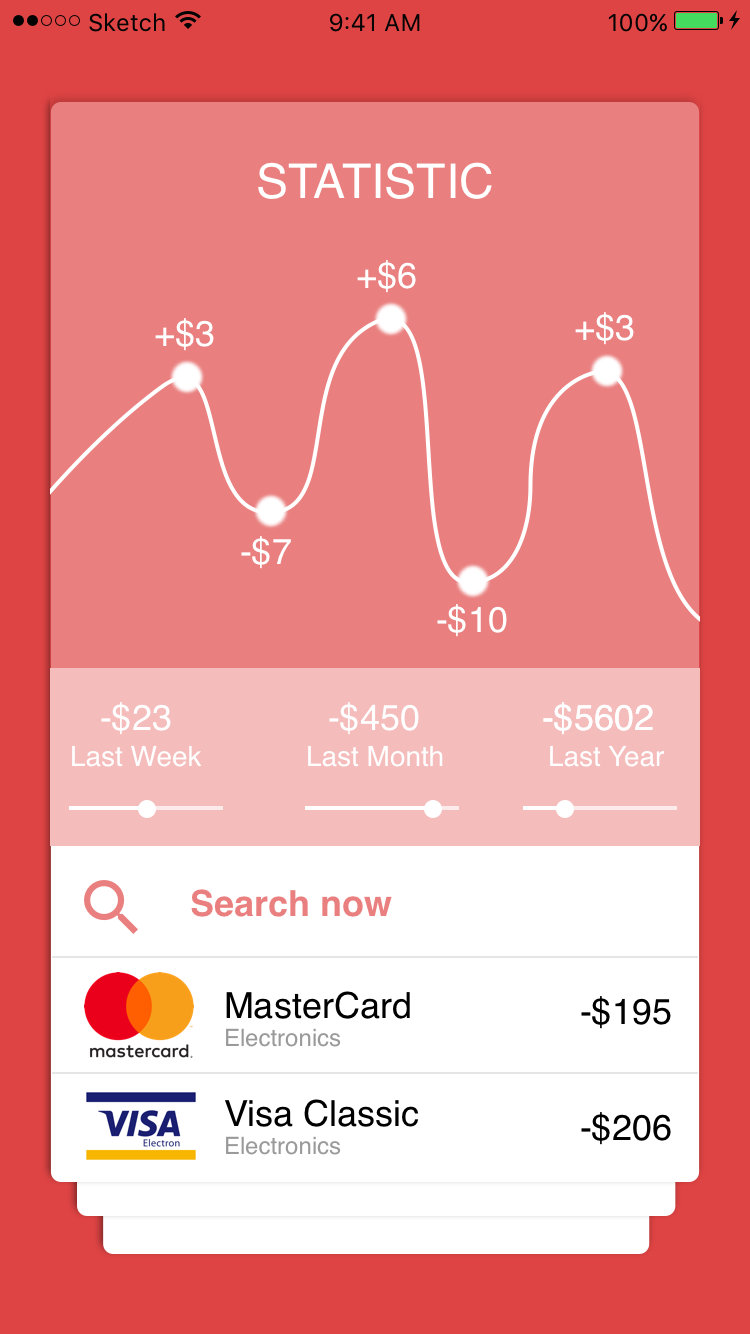 Sketch 9:41 AM 100%
STATISTIC
+$6
+$3 +$3
-$7
-$10
-$23 -$450 -$5602
Last Week Last Month Last Year
Search now
MasterCard -$195
Electronics
mastercard.
Visa Classic -$206
VISA
Electron
Electronics